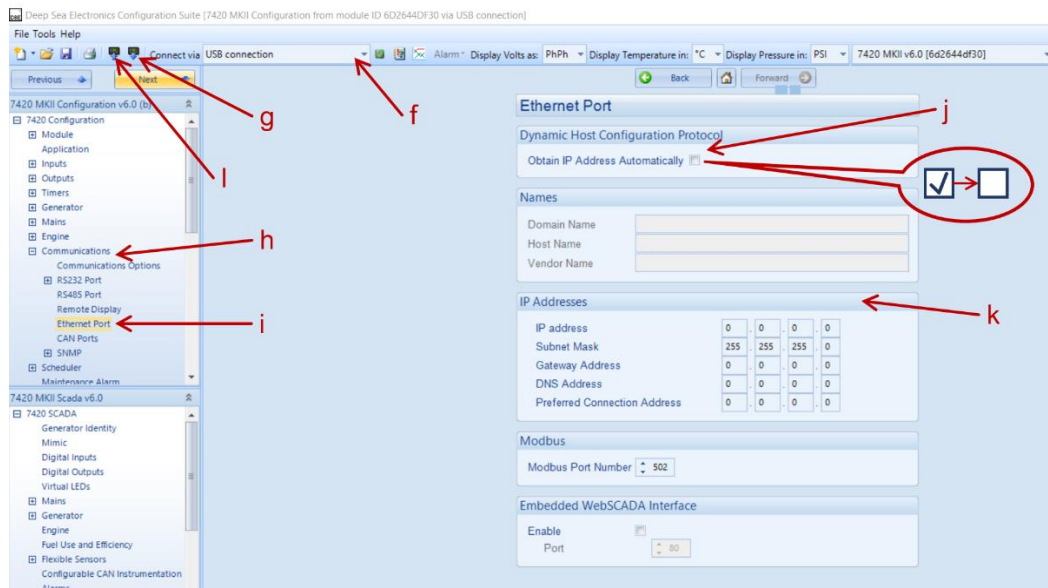 DSE Deep Sea Electronics Configuration Suite [7420 MKII Configuration from module ID 6D2644DF30 via USB connection]
File Tools Help
Connect via USB connection Alarm Display Volts as: PhPh Display Temperature in: °C Display Pressure in: PSI 7420 MKII v6.0 [6d2644df30]
Previous Next
Back Forward
7420 MKII Configuration v6.0 (b)
7420 Configuration
Module
Application
Inputs
Outputs
Timers
Generator
Mains
Engine
Communications
Communications Options
RS232 Port
RS485 Port
Remote Display
Ethernet Port
CAN Ports
SNMP
Scheduler
Maintenance Alarm
7420 MKII Scada v6.0
7420 SCADA
Generator Identity
Mimic
Digital Inputs
Digital Outputs
Virtual LEDs
Mains
Generator
Engine
Fuel Use and Efficiency
Flexible Sensors
Configurable CAN Instrumentation
Alarms
g
f
l
h
i
j
k
Ethernet Port
Dynamic Host Configuration Protocol
Obtain IP Address Automatically
Names
Domain Name
Host Name
Vendor Name
IP Addresses
IP address 0 . 0 . 0 . 0
Subnet Mask 255 . 255 . 255 . 0
Gateway Address 0 . 0 . 0 . 0
DNS Address 0 . 0 . 0 . 0
Preferred Connection Address 0 . 0 . 0 . 0
Modbus
Modbus Port Number 502
Embedded WebSCADA Interface
Enable
Port 80